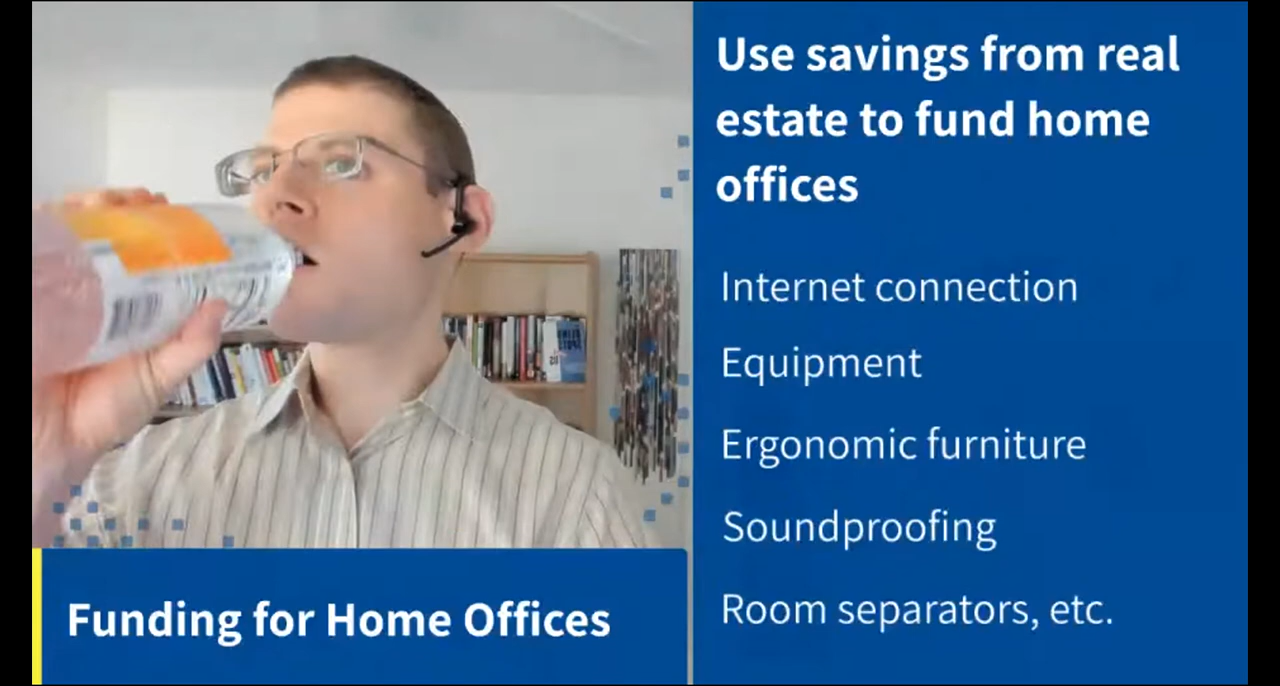 Use savings from real
estate to fund home
offices
Internet connection
Equipment
Ergonomic furniture
Soundproofing
Room separators, etc.
Funding for Home Offices